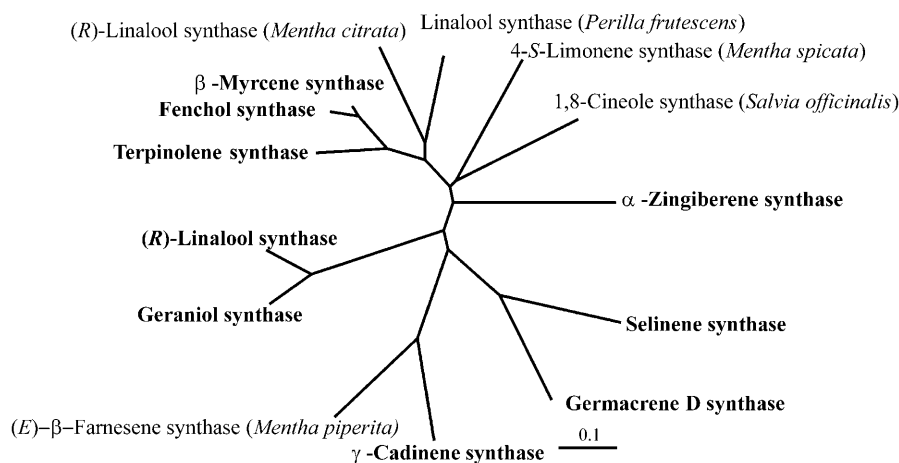 (R)-Linalool synthase (Mentha citrata)
Linalool synthase (Perilla frutescens)
4-S-Limonene synthase (Mentha spicata)
β -Myrcene synthase
Fenchol synthase
1,8-Cineole synthase (Salvia officinalis)
Terpinolene synthase
α -Zingiberene synthase
(R)-Linalool synthase
Geraniol synthase
Selinene synthase
Germacrene D synthase
(E)−β−Farnesene synthase (Mentha piperita)
γ -Cadinene synthase
0.1